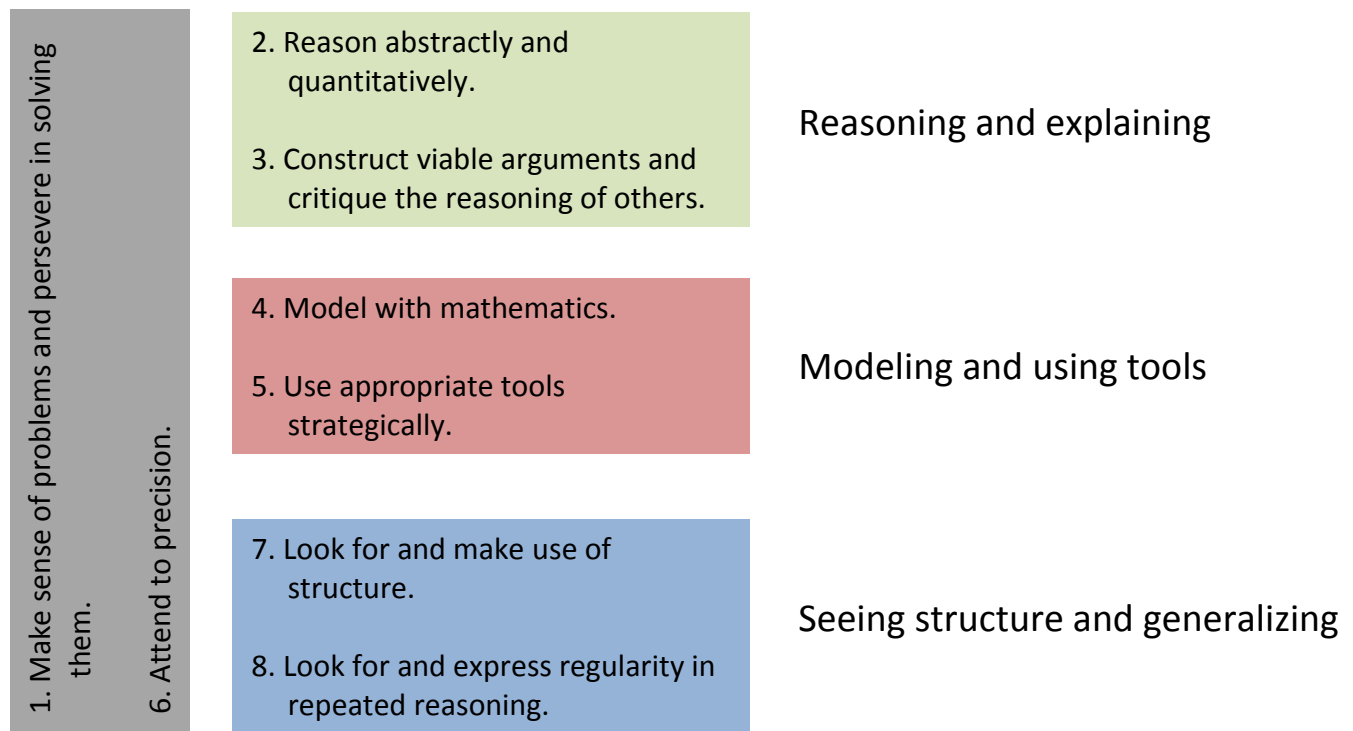 1. Make sense of problems and persevere in solving
them.
6. Attend to precision.
2. Reason abstractly and
quantitatively.
3. Construct viable arguments and
critique the reasoning of others.
Reasoning and explaining
4. Model with mathematics.
5. Use appropriate tools
strategically.
Modeling and using tools
7. Look for and make use of
structure.
8. Look for and express regularity in
repeated reasoning.
Seeing structure and generalizing